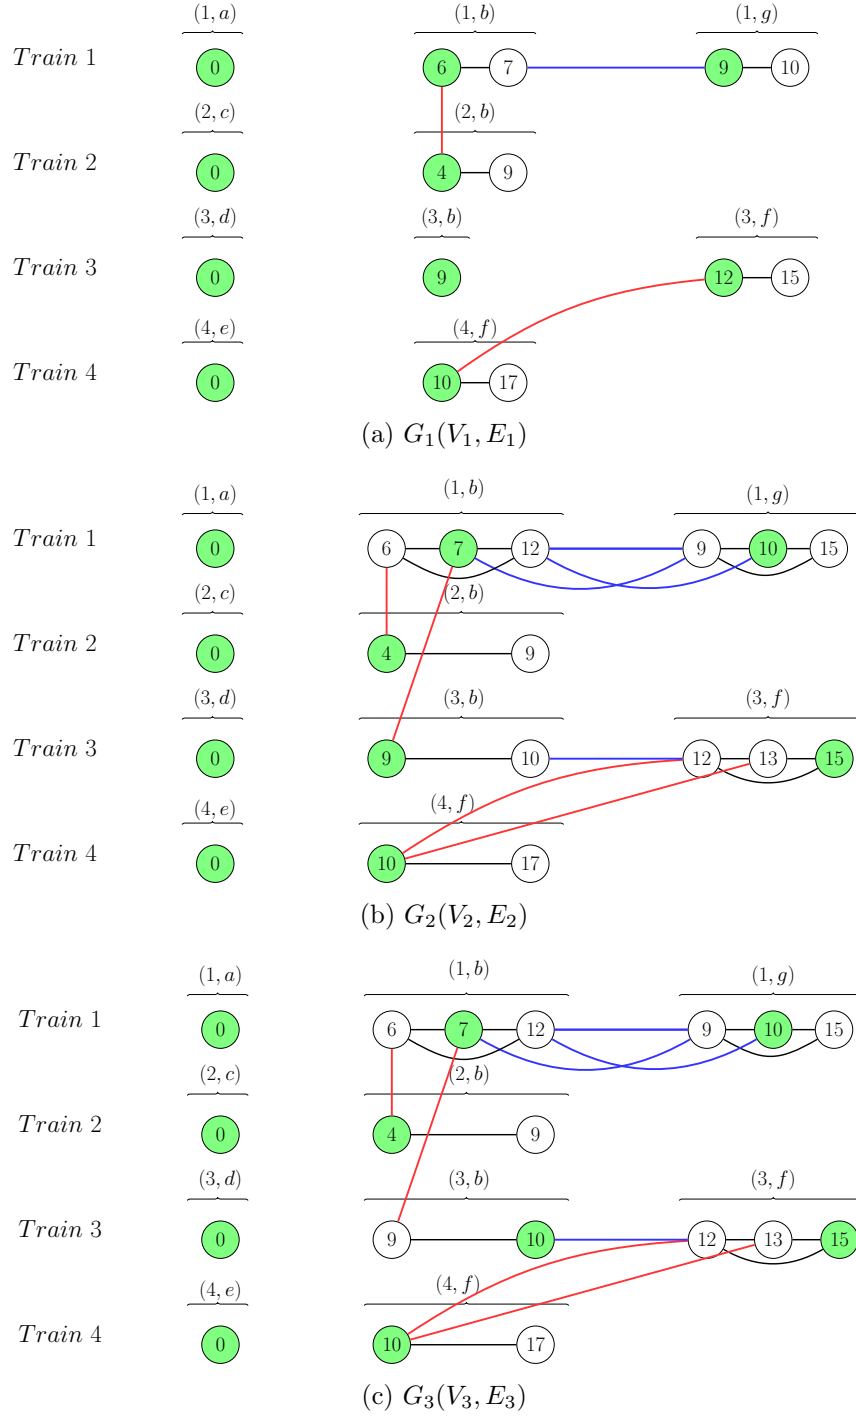 (1, a) (1, b) (1, g)
Train 1 0 6 7 9 10
(2, c) (2, b)
Train 2 0 4 9
(3, d) (3, b) (3, f)
Train 3 0 9 12 15
(4, e) (4, f)
Train 4 0 10 17
(a) G₁(V₁, E₁)
(1, a) (1, b) (1, g)
Train 1 0 6 7 12 9 10 15
(2, c) (2, b)
Train 2 0 4 9
(3, d) (3, b) (3, f)
Train 3 0 9 10 12 13 15
(4, e) (4, f)
Train 4 0 10 17
(b) G₂(V₂, E₂)
(1, a) (1, b) (1, g)
Train 1 0 6 7 12 9 10 15
(2, c) (2, b)
Train 2 0 4 9
(3, d) (3, b) (3, f)
Train 3 0 9 10 12 13 15
(4, e) (4, f)
Train 4 0 10 17
(c) G₃(V₃, E₃)